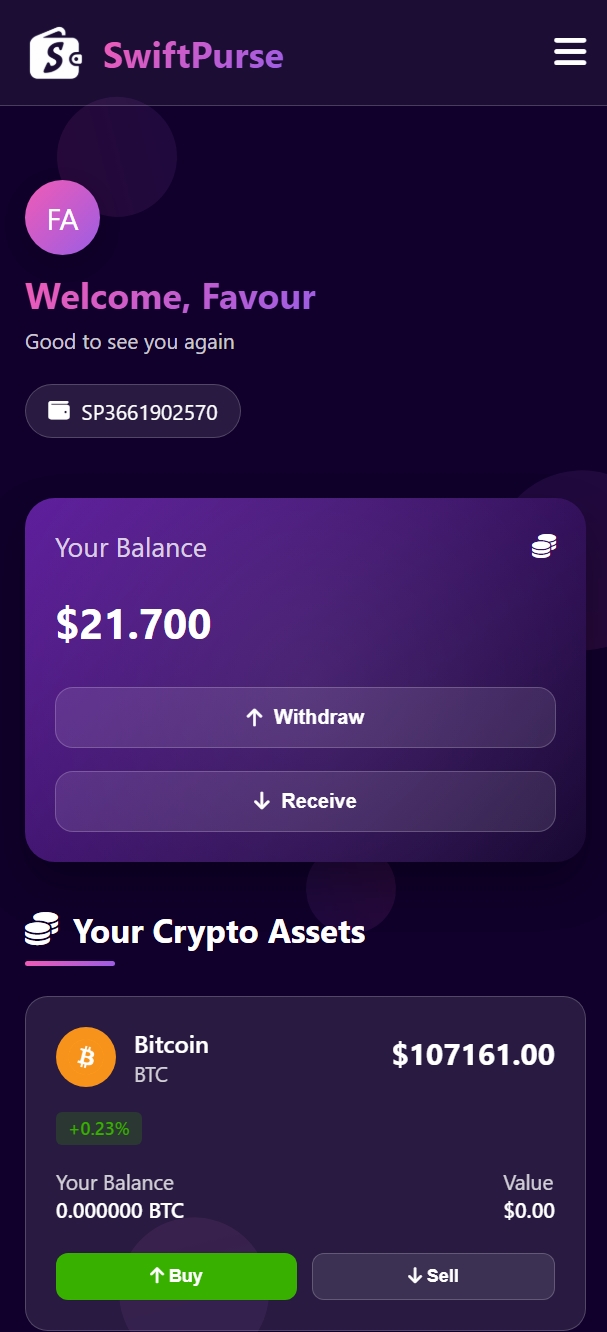 S
SwiftPurse
FA
Welcome, Favour
Good to see you again
SP3661902570
Your Balance
$21.700
↑ Withdraw
↓ Receive
Your Crypto Assets
Bitcoin
$107161.00
BTC
+0.23%
Your Balance
Value
0.000000 BTC
$0.00
↑ Buy
↓ Sell